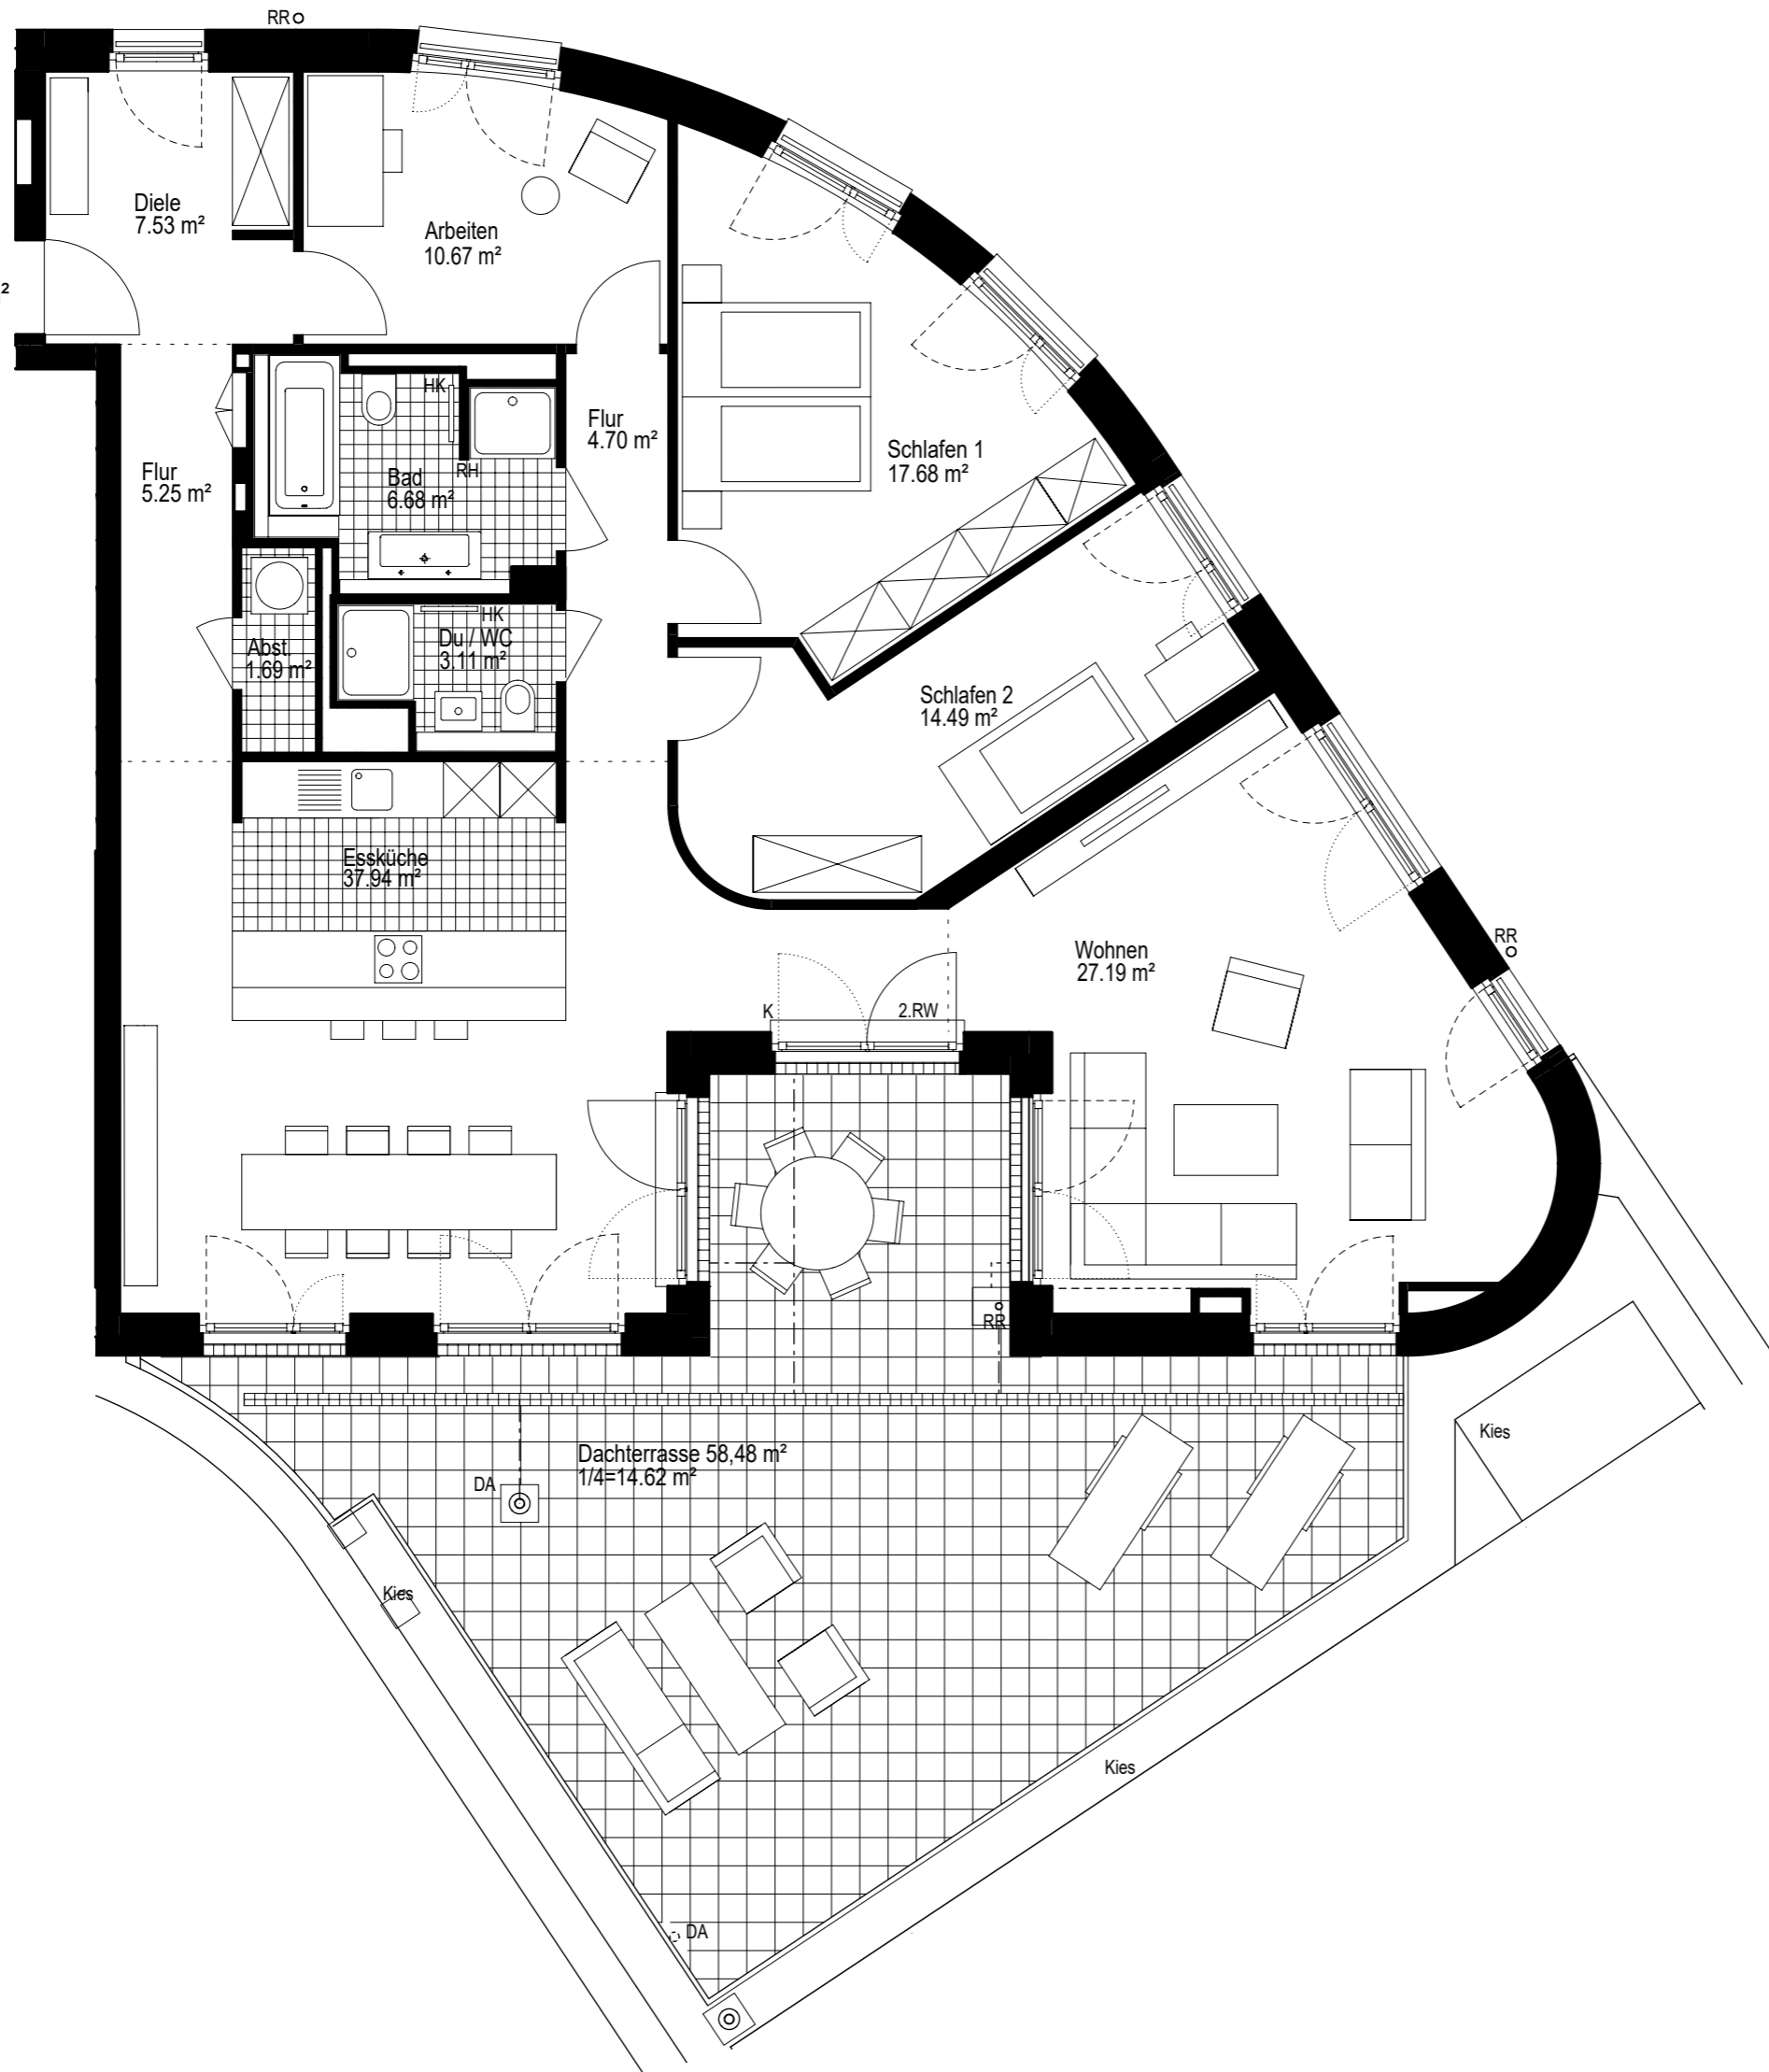 RR
Diele
7.53 m²
Arbeiten
10.67 m²
²
HK
Flur
4.70 m²
Schlafen 1
17.68 m²
Flur
5.25 m²
RH
Bad
6.68 m²
HK
Du / WC
3.11 m²
Abst.
1.69 m²
Schlafen 2
14.49 m²
Essküche
37.94 m²
Wohnen
27.19 m²
RR
K
2.RW
RR
Dachterrasse 58,48 m²
1/4=14.62 m²
DA
Kies
Kies
Kies
DA